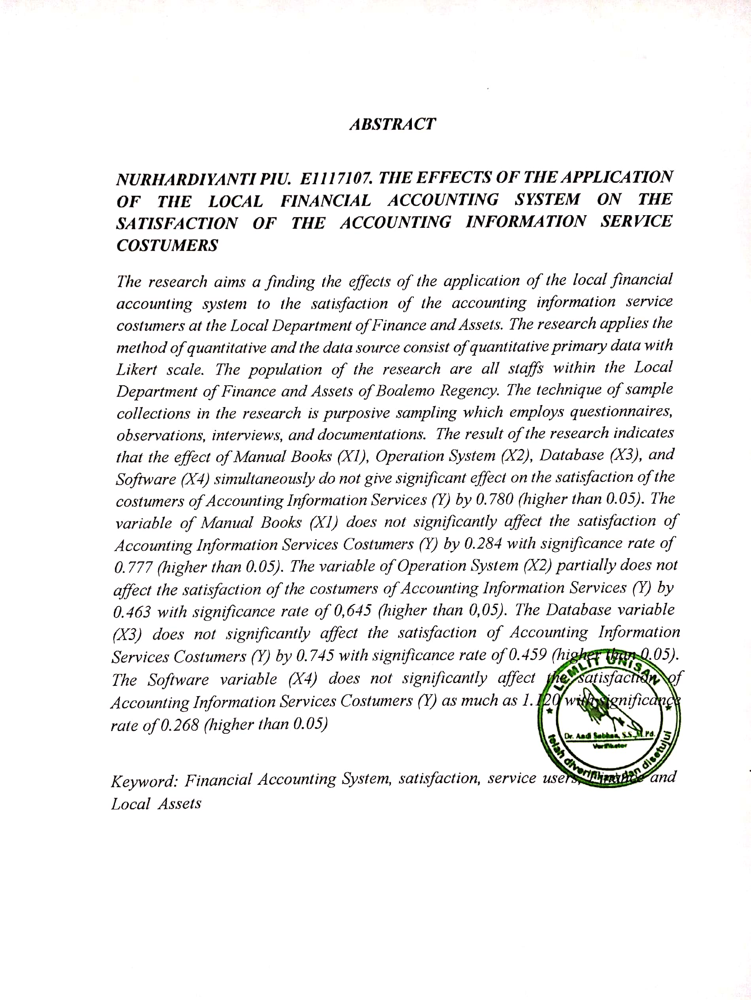 ABSTRACT
NURHARDIYANTI PIU. E1117107. THE EFFECTS OF THE APPLICATION
OF THE LOCAL FINANCIAL ACCOUNTING SYSTEM ON THE
SATISFACTION OF THE ACCOUNTING INFORMATION SERVICE
COSTUMERS
The research aims a finding the effects of the application of the local financial
accounting system to the satisfaction of the accounting information service
costumers at the Local Department of Finance and Assets. The research applies the
method of quantitative and the data source consist of quantitative primary data with
Likert scale. The population of the research are all staffs within the Local
Department of Finance and Assets of Boalemo Regency. The technique of sample
collections in the research is purposive sampling which employs questionnaires,
observations, interviews, and documentations. The result of the research indicates
that the effect of Manual Books (X1), Operation System (X2), Database (X3), and
Software (X4) simultaneously do not give significant effect on the satisfaction of the
costumers of Accounting Information Services (Y) by 0.780 (higher than 0.05). The
variable of Manual Books (X1) does not significantly affect the satisfaction of
Accounting Information Services Costumers (Y) by 0.284 with significance rate of
0.777 (higher than 0.05). The variable of Operation System (X2) partially does not
affect the satisfaction of the costumers of Accounting Information Services (Y) by
0.463 with significance rate of 0,645 (higher than 0,05). The Database variable
(X3) does not significantly affect the satisfaction of Accounting Information
Services Costumers (Y) by 0.745 with significance rate of 0.459 (higher than 0.05).
The Software variable (X4) does not significantly affect the satisfaction of
Accounting Information Services Costumers (Y) as much as 1.120 with significance
rate of 0.268 (higher than 0.05)
LEMLIT UNISAN
Dr. Andi Subhan, S.S.,M.Pd.
Verifikator
telah diverifikasi dan disetujui
Keyword: Financial Accounting System, satisfaction, service users, Finance and
Local Assets